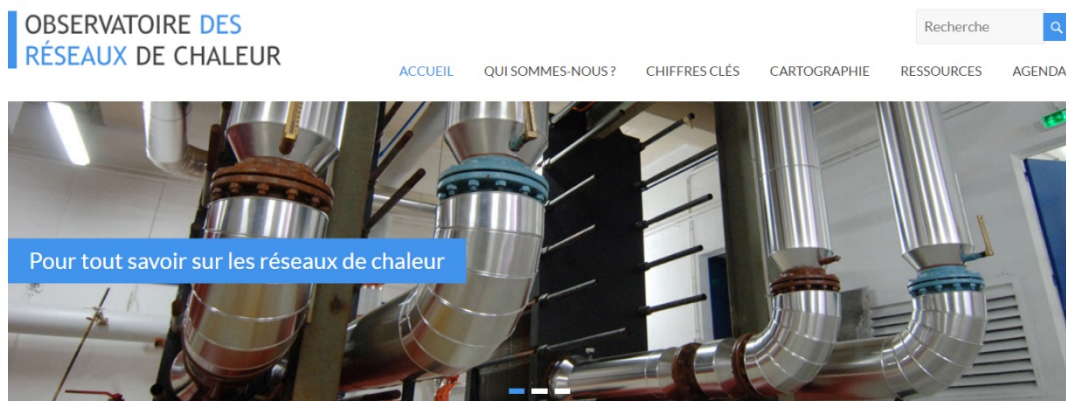 OBSERVATOIRE DES
RÉSEAUX DE CHALEUR
Recherche
ACCUEIL QUI SOMMES-NOUS ? CHIFFRES CLÉS CARTOGRAPHIE RESSOURCES AGENDA
Pour tout savoir sur les réseaux de chaleur